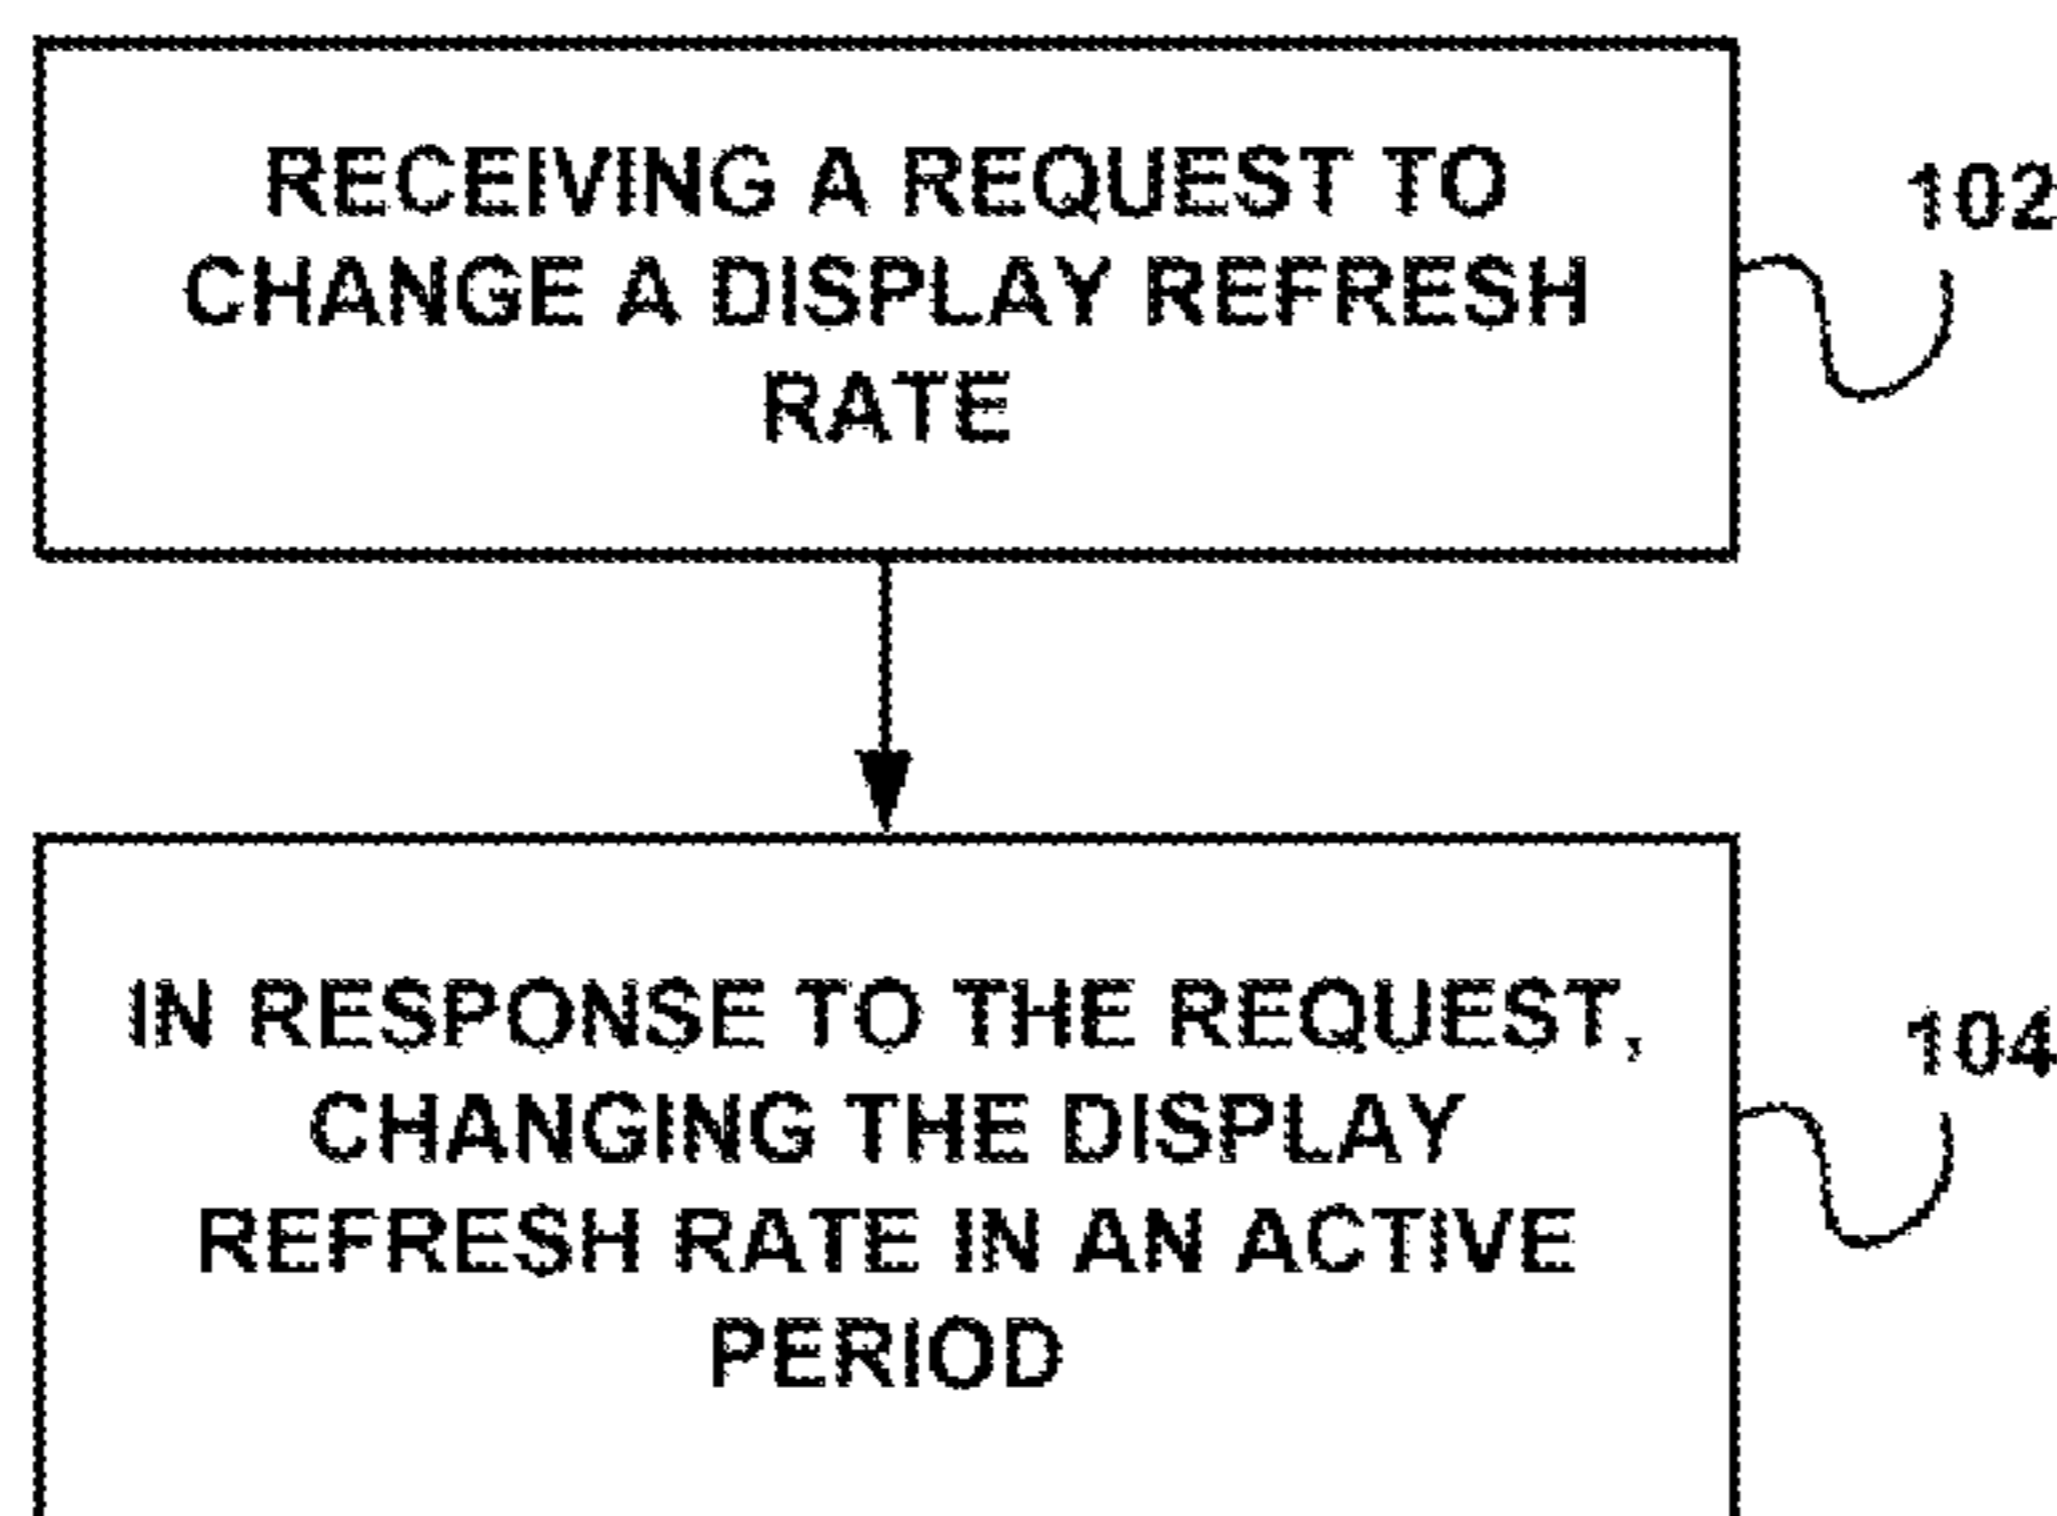 RECEIVING A REQUEST TO
CHANGE A DISPLAY REFRESH
RATE
102
IN RESPONSE TO THE REQUEST,
CHANGING THE DISPLAY
REFRESH RATE IN AN ACTIVE
PERIOD
104